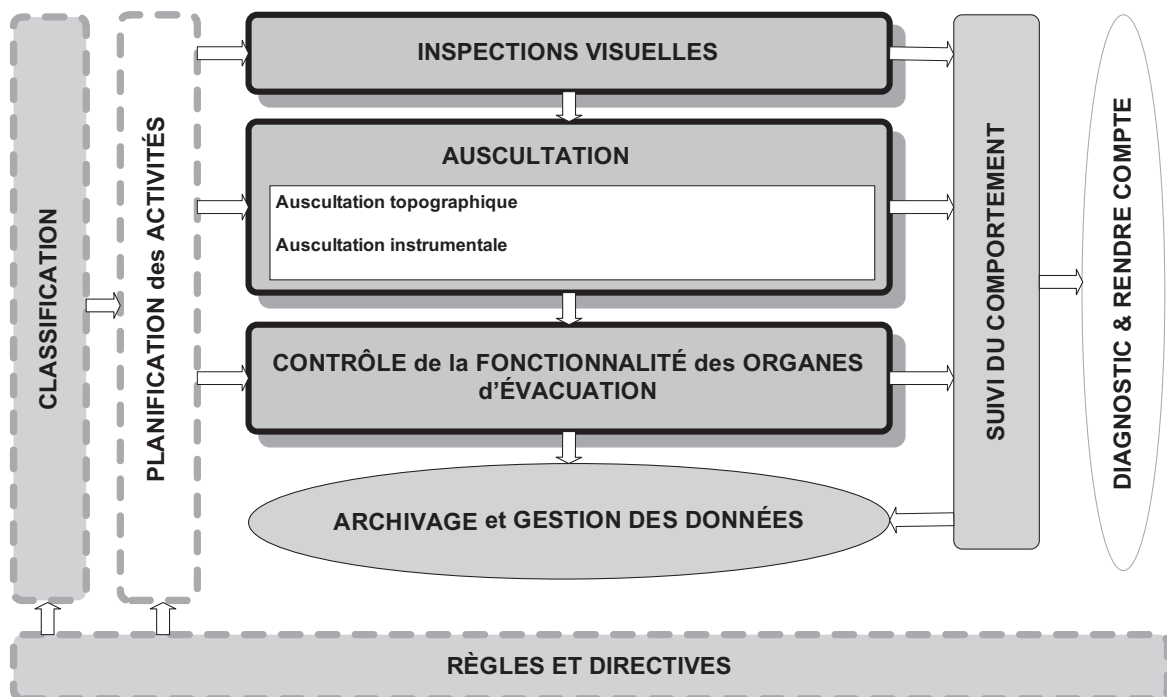 CLASSIFICATION
PLANIFICATION des ACTIVITÉS
INSPECTIONS VISUELLES
AUSCULTATION
Auscultation topographique
Auscultation instrumentale
CONTRÔLE de la FONCTIONNALITÉ des ORGANES
d'ÉVACUATION
ARCHIVAGE et GESTION DES DONNÉES
SUIVI DU COMPORTEMENT
DIAGNOSTIC & RENDRE COMPTE
RÈGLES ET DIRECTIVES